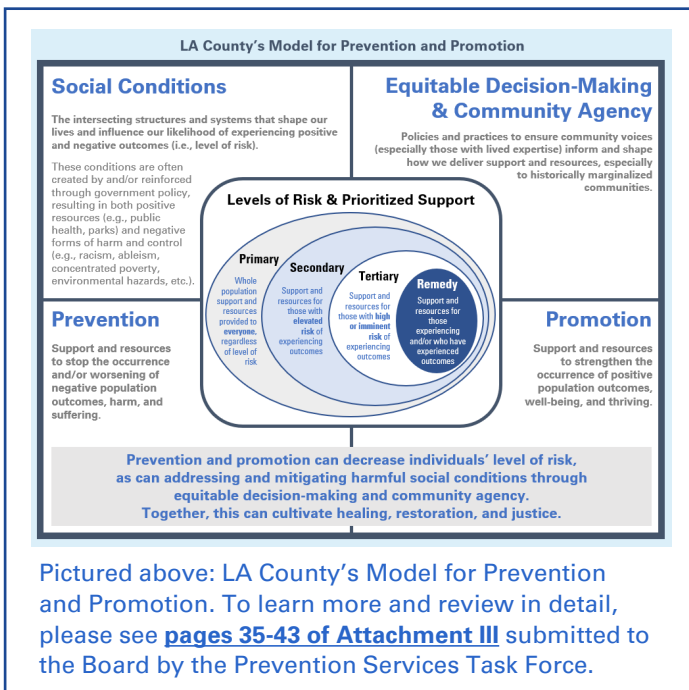 LA County's Model for Prevention and Promotion
Social Conditions
The intersecting structures and systems that shape our
lives and influence our likelihood of experiencing positive
and negative outcomes (i.e., level of risk).
These conditions are often
created by and/or reinforced
through government policy,
resulting in both positive
resources (e.g., public
health, parks) and negative
forms of harm and control
(e.g., racism, ableism,
concentrated poverty,
environmental hazards, etc.).
Equitable Decision-Making
& Community Agency
Policies and practices to ensure community voices
(especially those with lived expertise) inform and shape
how we deliver support and resources, especially
to historically marginalized
communities.
Levels of Risk & Prioritized Support
Primary
Whole
population
support and
resources
provided to
everyone,
regardless
of level of
risk
Secondary
Support and
resources for
those with
elevated
risk of
experiencing
outcomes
Tertiary
Support and
resources for
those with high
or imminent
risk of
experiencing
outcomes
Remedy
Support and
resources for
those
experiencing
and/or who have
experienced
outcomes
Prevention
Support and resources
to stop the occurrence
and/or worsening of
negative population
outcomes, harm, and
suffering.
Promotion
Support and resources
to strengthen the
occurrence of positive
population outcomes,
well-being, and thriving.
Prevention and promotion can decrease individuals' level of risk,
as can addressing and mitigating harmful social conditions through
equitable decision-making and community agency.
Together, this can cultivate healing, restoration, and justice.
Pictured above: LA County's Model for Prevention
and Promotion. To learn more and review in detail,
please see pages 35-43 of Attachment III submitted to
the Board by the Prevention Services Task Force.